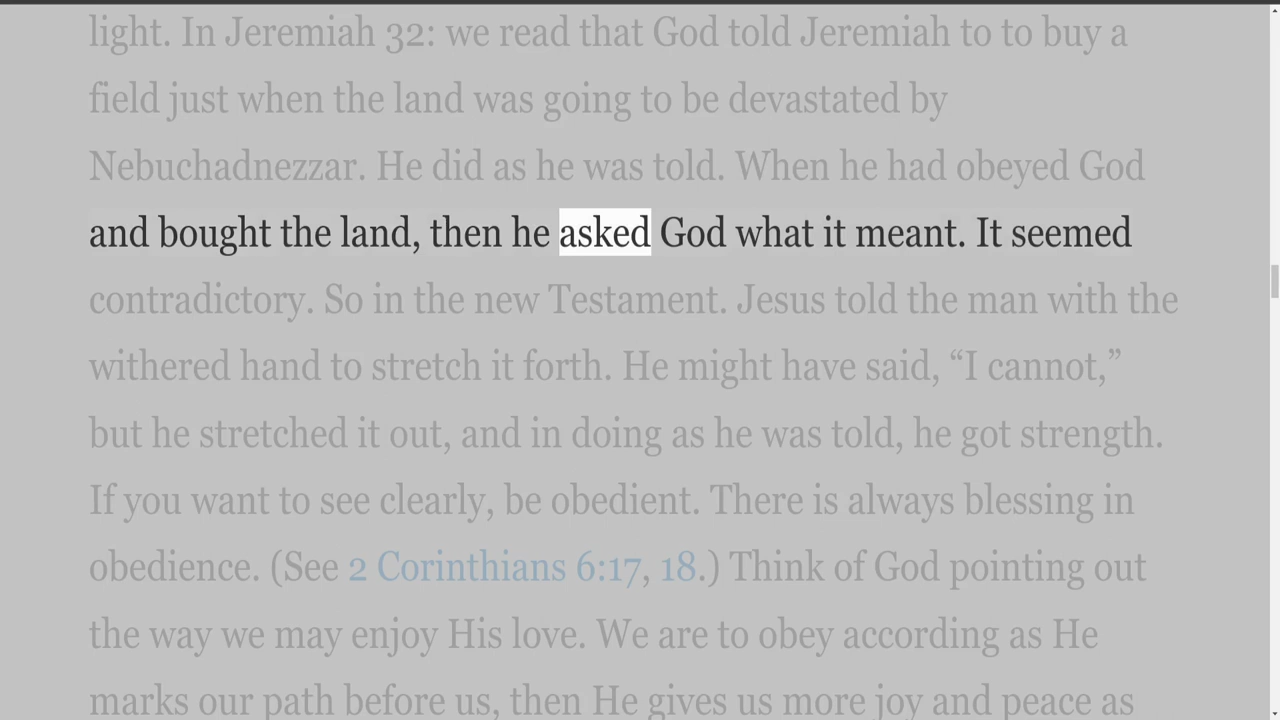 light. In Jeremiah 32: we read that God told Jeremiah to to buy a
field just when the land was going to be devastated by
Nebuchadnezzar. He did as he was told. When he had obeyed God
and bought the land, then he asked God what it meant. It seemed
contradictory. So in the new Testament. Jesus told the man with the
withered hand to stretch it forth. He might have said, “I cannot,”
but he stretched it out, and in doing as he was told, he got strength.
If you want to see clearly, be obedient. There is always blessing in
obedience. (See 2 Corinthians 6:17, 18.) Think of God pointing out
the way we may enjoy His love. We are to obey according as He
marks our path before us, then He gives us more joy and peace as